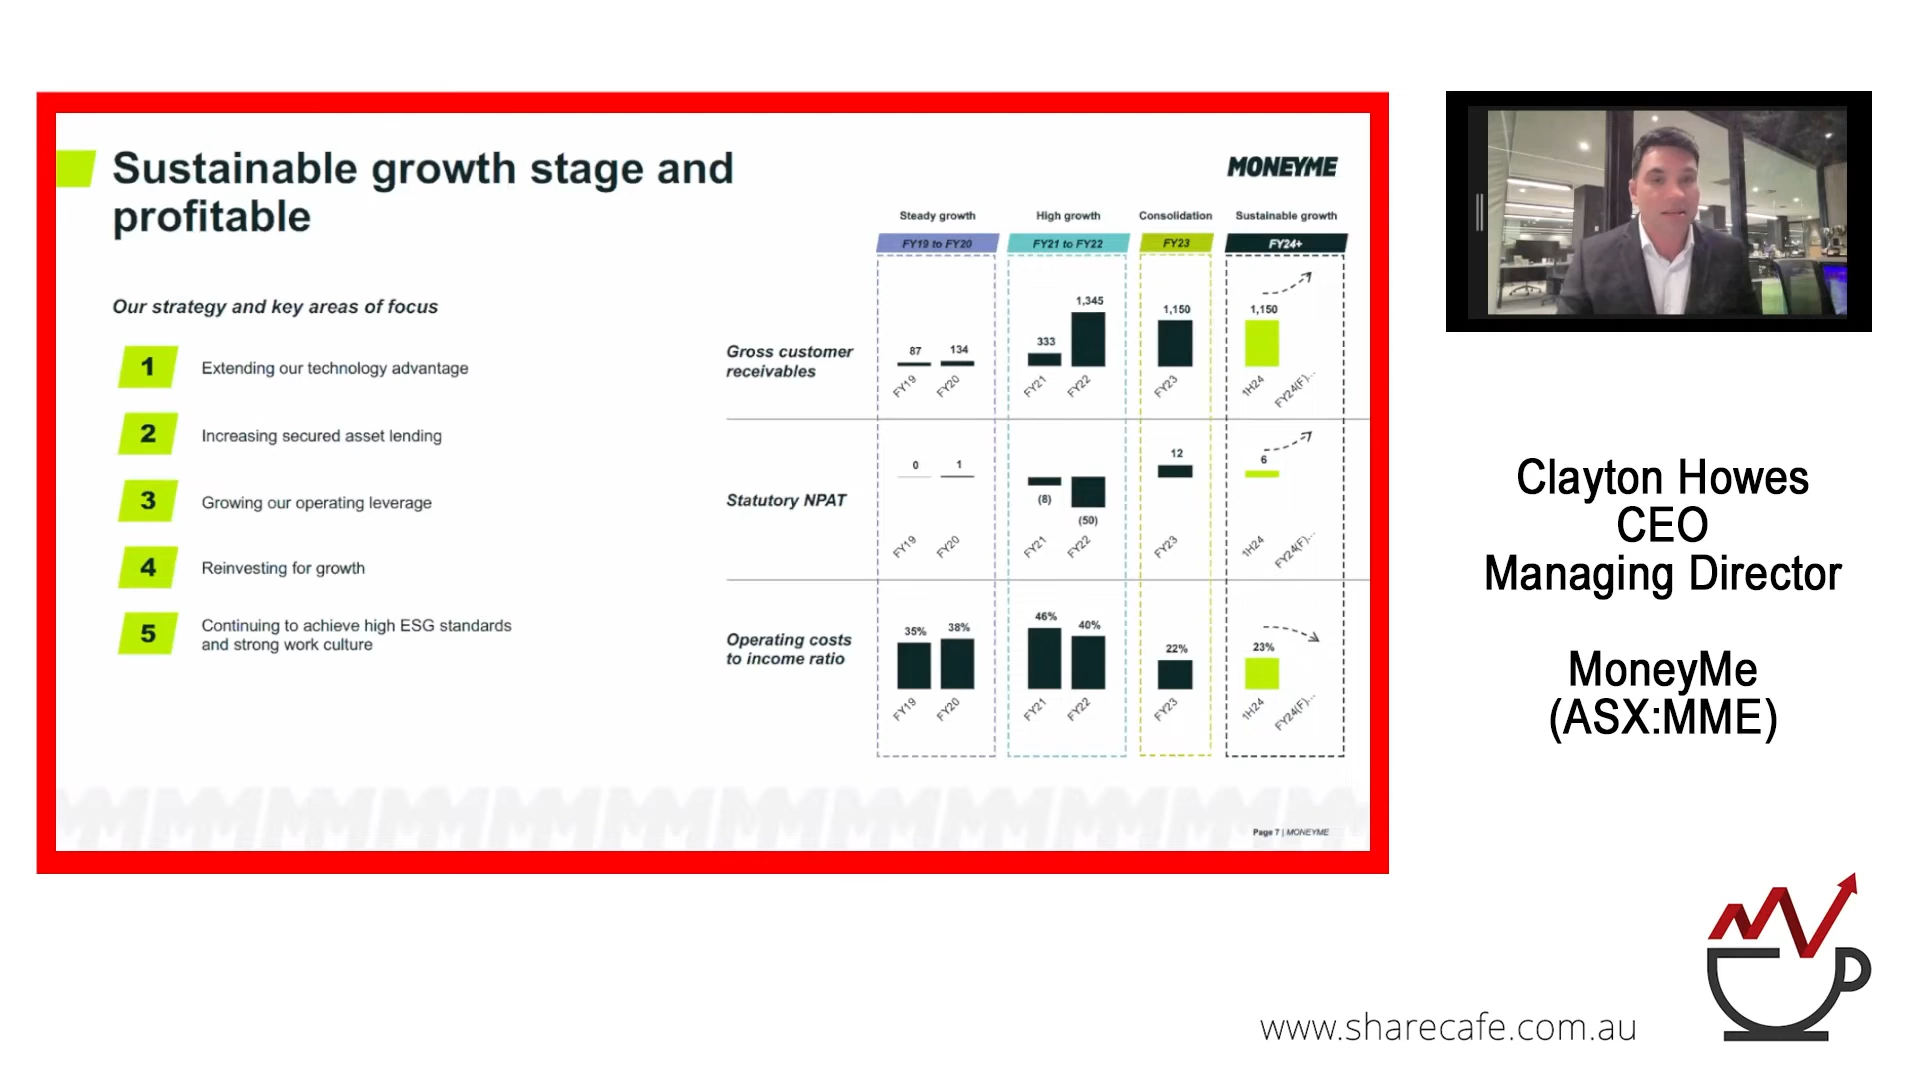 Sustainable growth stage and
profitable
MONEYME
Our strategy and key areas of focus
1
Extending our technology advantage
2
Increasing secured asset lending
3
Growing our operating leverage
4
Reinvesting for growth
5
Continuing to achieve high ESG standards
and strong work culture
Steady growth High growth Consolidation Sustainable growth
FY19 to FY20 FY21 to FY22 FY23 FY24+
Gross customer
receivables
87 134 333 1,345 1,150 1,150
FY19 FY20 FY21 FY22 FY23 1H24 FY24(F)...
Statutory NPAT
0 1 (8) (50) 12 6
FY19 FY20 FY21 FY22 FY23 1H24 FY24(F)...
Operating costs
to income ratio
35% 38% 46% 40% 22% 23%
FY19 FY20 FY21 FY22 FY23 1H24 FY24(F)...
Page 7 | MONEYME
Clayton Howes
CEO
Managing Director
MoneyMe
(ASX:MME)
www.sharecafe.com.au